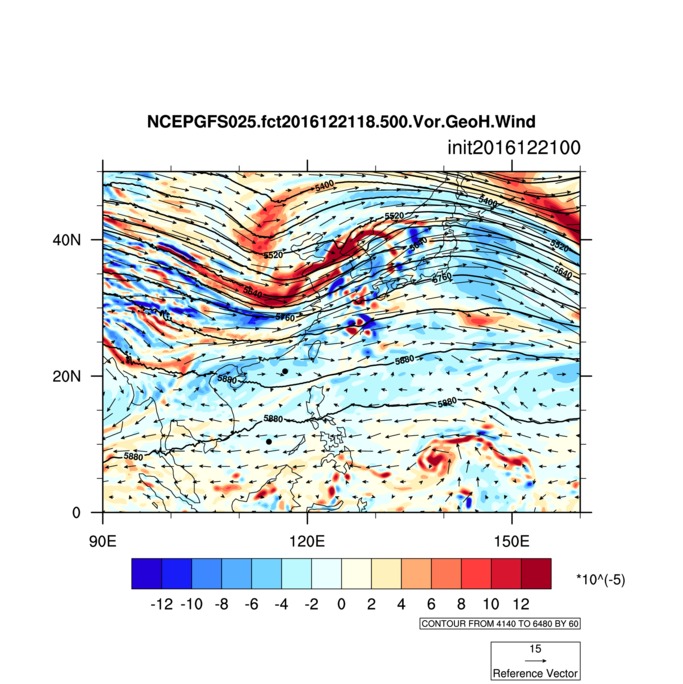 NCEPGFS025.fct2016122118.500.Vor.GeoH.Wind
init2016122100
5400
5400
5520
5520
5520
5640
5640
5640
5760
5760
40N
20N
0
5880
5880
5880
5880
5880
90E 120E 150E
-12 -10 -8 -6 -4 -2 0 2 4 6 8 10 12
*10^(-5)
CONTOUR FROM 4140 TO 6480 BY 60
15
Reference Vector